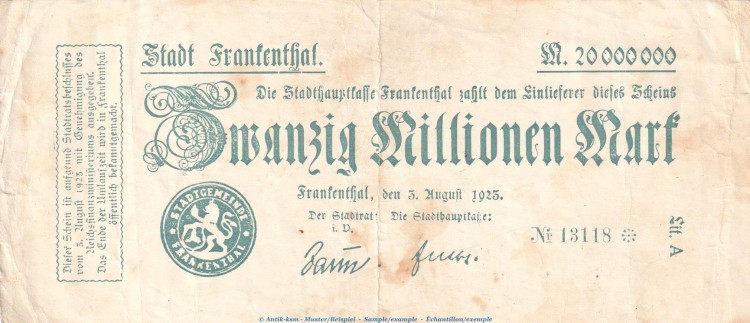 Stadt Frankenthal.
M. 20000000
Die Stadthauptkasse Frankenthal zahlt dem Einlieferer dieses Scheins
Zwanzig Millionen Mark
Frankenthal, den 3. August 1923.
Der Stadtrat: Die Stadthauptkasse:
i. V.
№ 13118 ✻
Lit. A
STADTGEMEINDE
FRANKENTHAL
Dieser Schein ist aufgrund Stadtratsbeschlusses
vom 3. August 1923 mit Genehmigung des
Reichsfinanzministeriums ausgegeben.
Das Ende der Umlaufzeit wird in Frankenthal
öffentlich bekanntgemacht.
© Antik-ksm - Muster/Beispiel - Sample/exemple - Échantillon/exemple